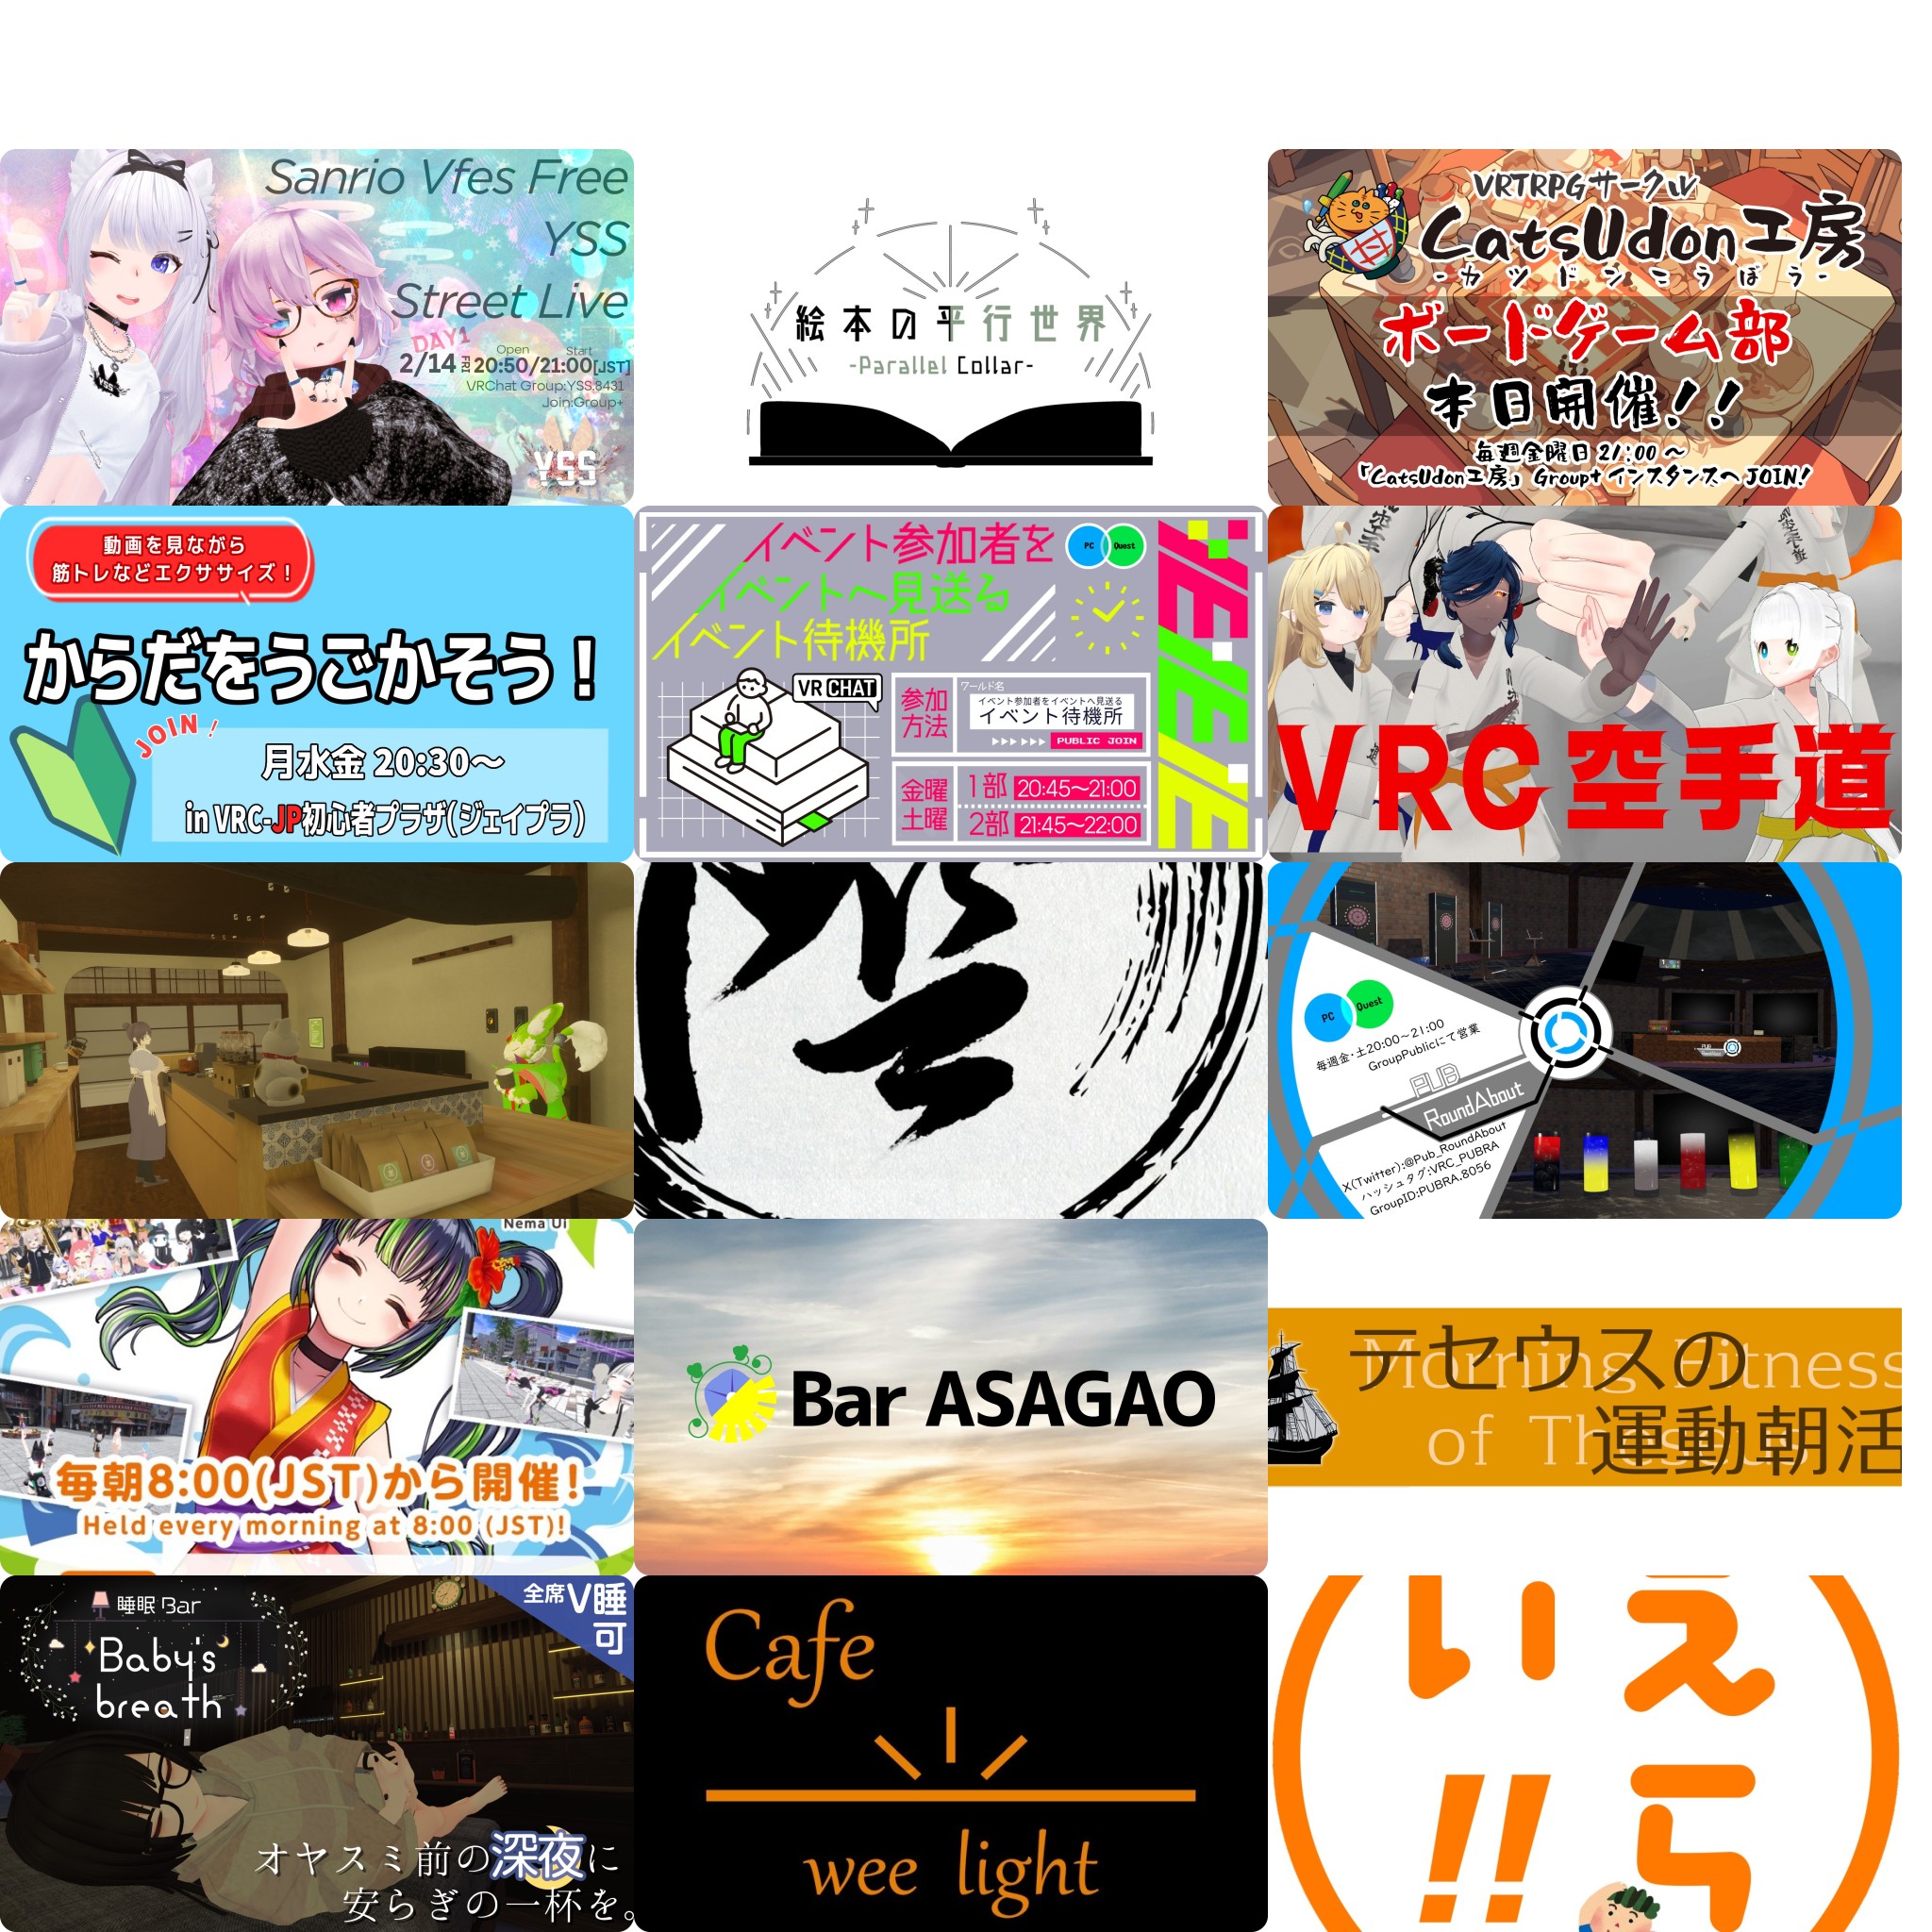 Sanrio Vfes Free
YSS
Street Live
DAY1
2/14 FRI
Open Start
20:50/21:00[JST]
VRChat Group:YSS.8431
Join:Group+
YSS
絵本の平行世界
-Parallel Collar-
VRTRPGサークル
CatsUdon工房
-カツドンこうぼう-
ボードゲーム部
本日開催!!
毎週金曜日 21:00 ~
「CatsUdon工房」 Group+ インスタンスへ JOIN!
動画を見ながら
筋トレなどエクササイズ!
からだをうごかそう!
JOIN!
月水金 20:30~
in VRC-JP初心者プラザ(ジェイプラ)
イベント参加者を
イベントへ見送る
イベント待機所
PC Quest
VRCHAT
参加方法
ワールド名
イベント参加者をイベントへ見送る
イベント待機所
PUBLIC JOIN
金曜
土曜
1部 20:45~21:00
2部 21:45~22:00
VRC空手道
PC Quest
毎週金・土20:00~21:00
GroupPublicにて営業
PUB
RoundAbout
X(Twitter):@Pub_RoundAbout
ハッシュタグ:VRC_PUBRA
GroupID:PUBRA.8056
Nema Ui
毎朝8:00(JST)から開催!
Held every morning at 8:00 (JST)!
Bar ASAGAO
テセウスの
Morning Fitness
運動朝活
睡眠 Bar
Baby's
breath
全席V睡可
オヤスミ前の深夜に
安らぎの一杯を。
Cafe
wee light
いえ
!!ら